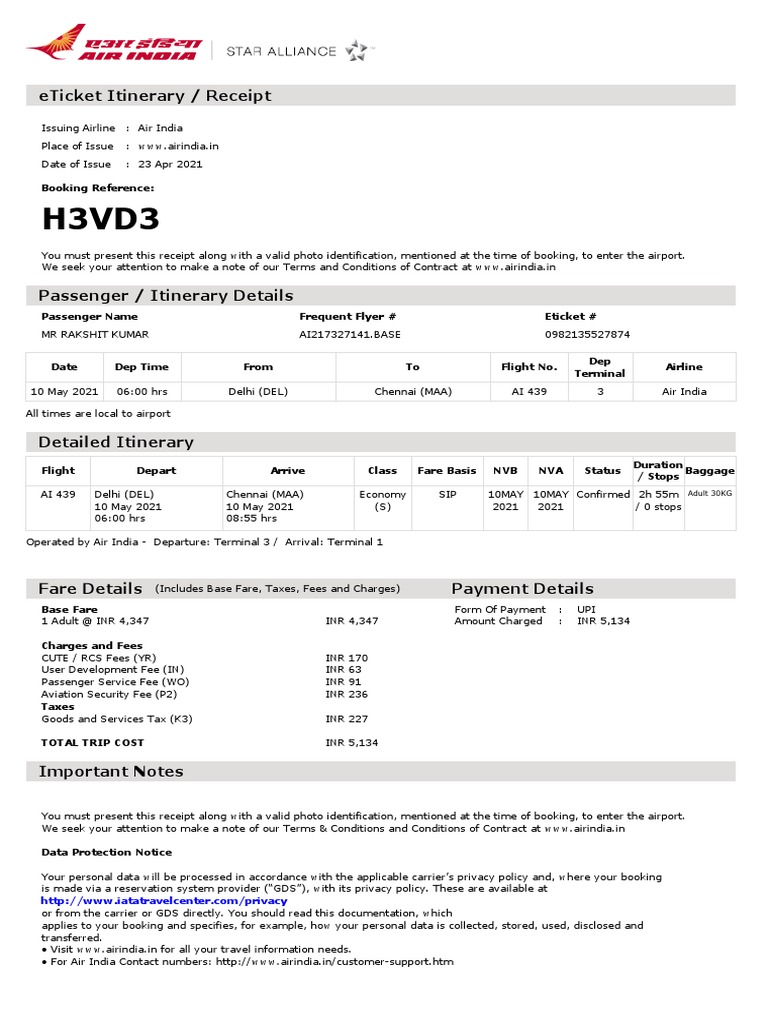 एअर इंडिया
AIR INDIA
STAR ALLIANCE
eTicket Itinerary / Receipt
Issuing Airline : Air India
Place of Issue : www.airindia.in
Date of Issue : 23 Apr 2021
Booking Reference:
H3VD3
You must present this receipt along with a valid photo identification, mentioned at the time of booking, to enter the airport.
We seek your attention to make a note of our Terms and Conditions of Contract at www.airindia.in
Passenger / Itinerary Details
Passenger Name Frequent Flyer # Eticket #
MR RAKSHIT KUMAR AI217327141.BASE 0982135527874
Date Dep Time From To Flight No. Dep Terminal Airline
10 May 2021 06:00 hrs Delhi (DEL) Chennai (MAA) AI 439 3 Air India
All times are local to airport
Detailed Itinerary
Flight Depart Arrive Class Fare Basis NVB NVA Status Duration / Stops Baggage
AI 439 Delhi (DEL) Chennai (MAA) Economy SIP 10MAY 10MAY Confirmed 2h 55m Adult 30KG
10 May 2021 10 May 2021 (S) 2021 2021 / 0 stops
06:00 hrs 08:55 hrs
Operated by Air India - Departure: Terminal 3 / Arrival: Terminal 1
Fare Details (Includes Base Fare, Taxes, Fees and Charges) Payment Details
Base Fare Form Of Payment : UPI
1 Adult @ INR 4,347 INR 4,347 Amount Charged : INR 5,134
Charges and Fees
CUTE / RCS Fees (YR) INR 170
User Development Fee (IN) INR 63
Passenger Service Fee (WO) INR 91
Aviation Security Fee (P2) INR 236
Taxes
Goods and Services Tax (K3) INR 227
TOTAL TRIP COST INR 5,134
Important Notes
You must present this receipt along with a valid photo identification, mentioned at the time of booking, to enter the airport.
We seek your attention to make a note of our Terms & Conditions and Conditions of Contract at www.airindia.in
Data Protection Notice
Your personal data will be processed in accordance with the applicable carrier’s privacy policy and, where your booking
is made via a reservation system provider (“GDS”), with its privacy policy. These are available at
http://www.iatatravelcenter.com/privacy
or from the carrier or GDS directly. You should read this documentation, which
applies to your booking and specifies, for example, how your personal data is collected, stored, used, disclosed and
transferred.
• Visit www.airindia.in for all your travel information needs.
• For Air India Contact numbers: http://www.airindia.in/customer-support.htm